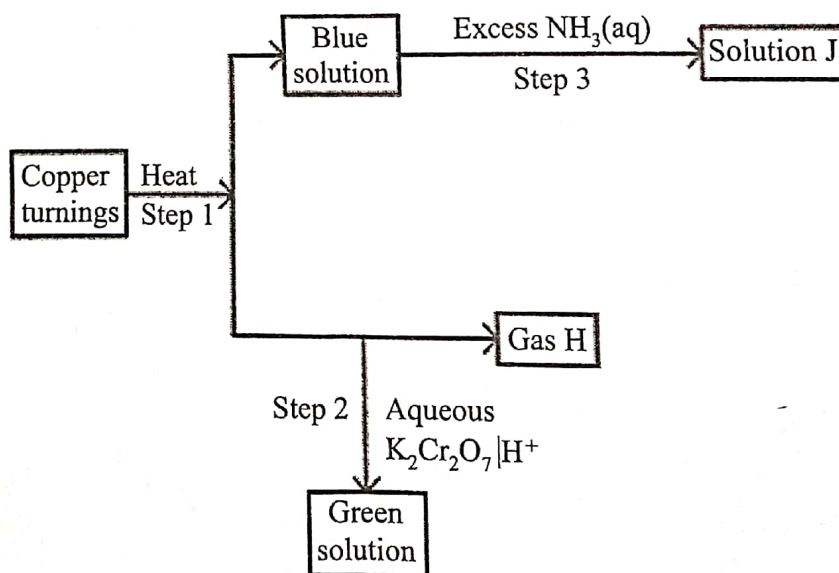 Blue
solution
Excess NH₃(aq)
Step 3
Solution J
Copper
turnings
Heat
Step 1
Gas H
Step 2
Aqueous
K₂Cr₂O₇|H⁺
Green
solution